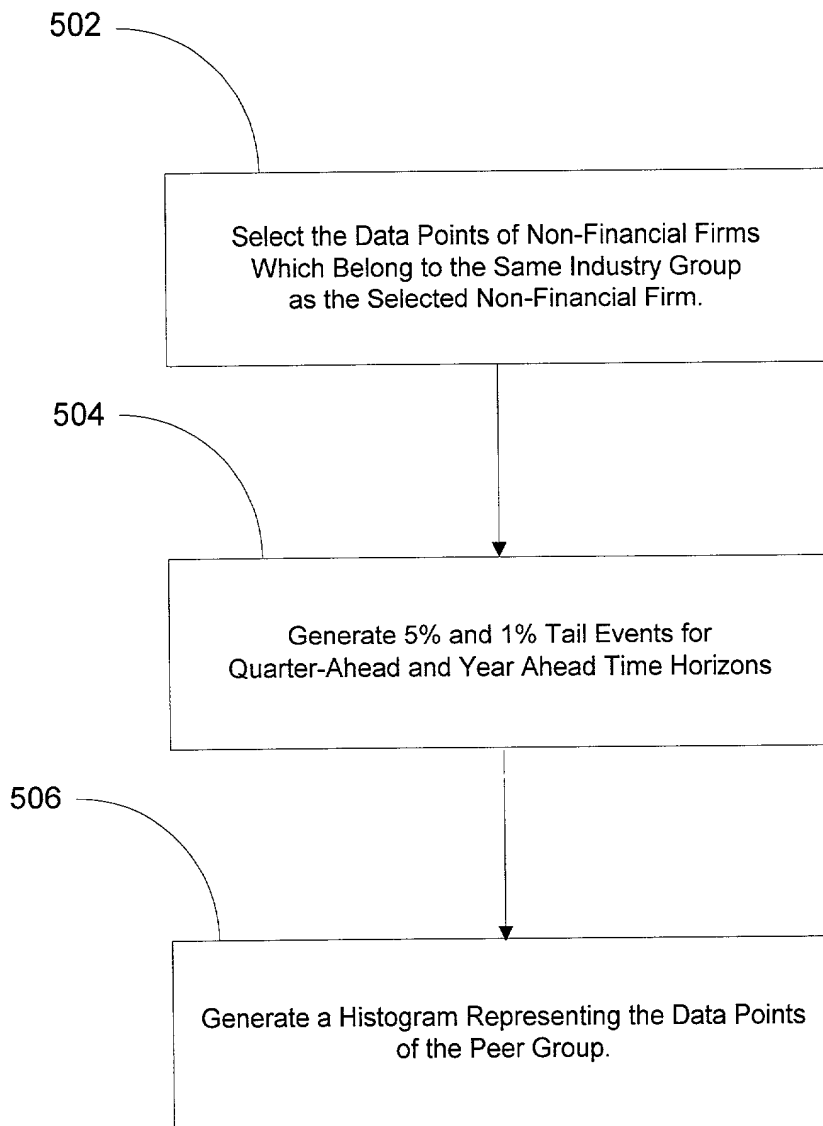 502
Select the Data Points of Non-Financial Firms
Which Belong to the Same Industry Group
as the Selected Non-Financial Firm.
504
Generate 5% and 1% Tail Events for
Quarter-Ahead and Year Ahead Time Horizons
506
Generate a Histogram Representing the Data Points
of the Peer Group.